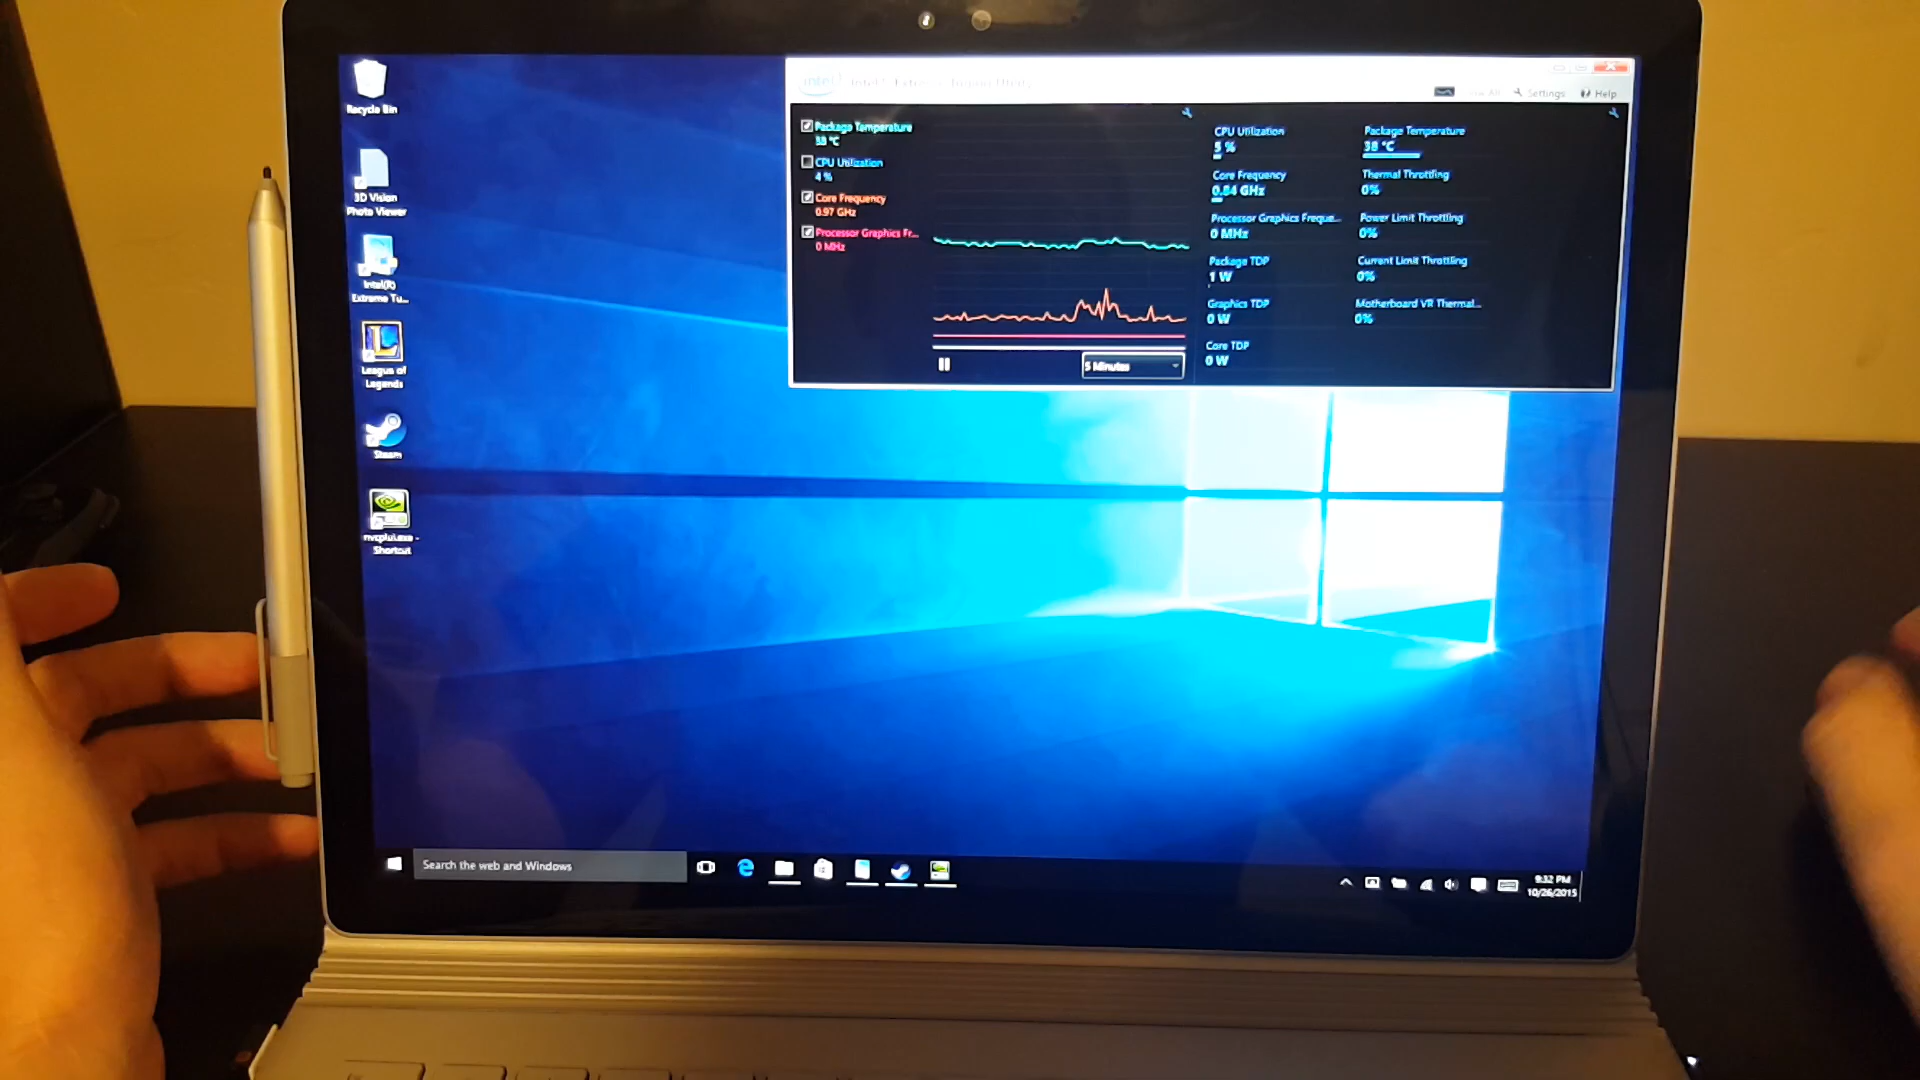 Recycle Bin
3D Vision
Photo Viewer
Intel(R)
Extreme Tu...
League of
Legends
Steam
nvcplui.exe -
Shortcut
intel
Settings
Help
Package Temperature
38 °C
CPU Utilization
4 %
Core Frequency
0.97 GHz
Processor Graphics Fr...
0 MHz
5 Minutes
CPU Utilization
5 %
Core Frequency
0.84 GHz
Processor Graphics Freque...
0 MHz
Package TDP
1 W
Graphics TDP
0 W
Core TDP
0 W
Package Temperature
38 °C
Thermal Throttling
0%
Power Limit Throttling
0%
Current Limit Throttling
0%
Motherboard VR Thermal...
0%
Search the web and Windows
9:32 PM
10/26/2015